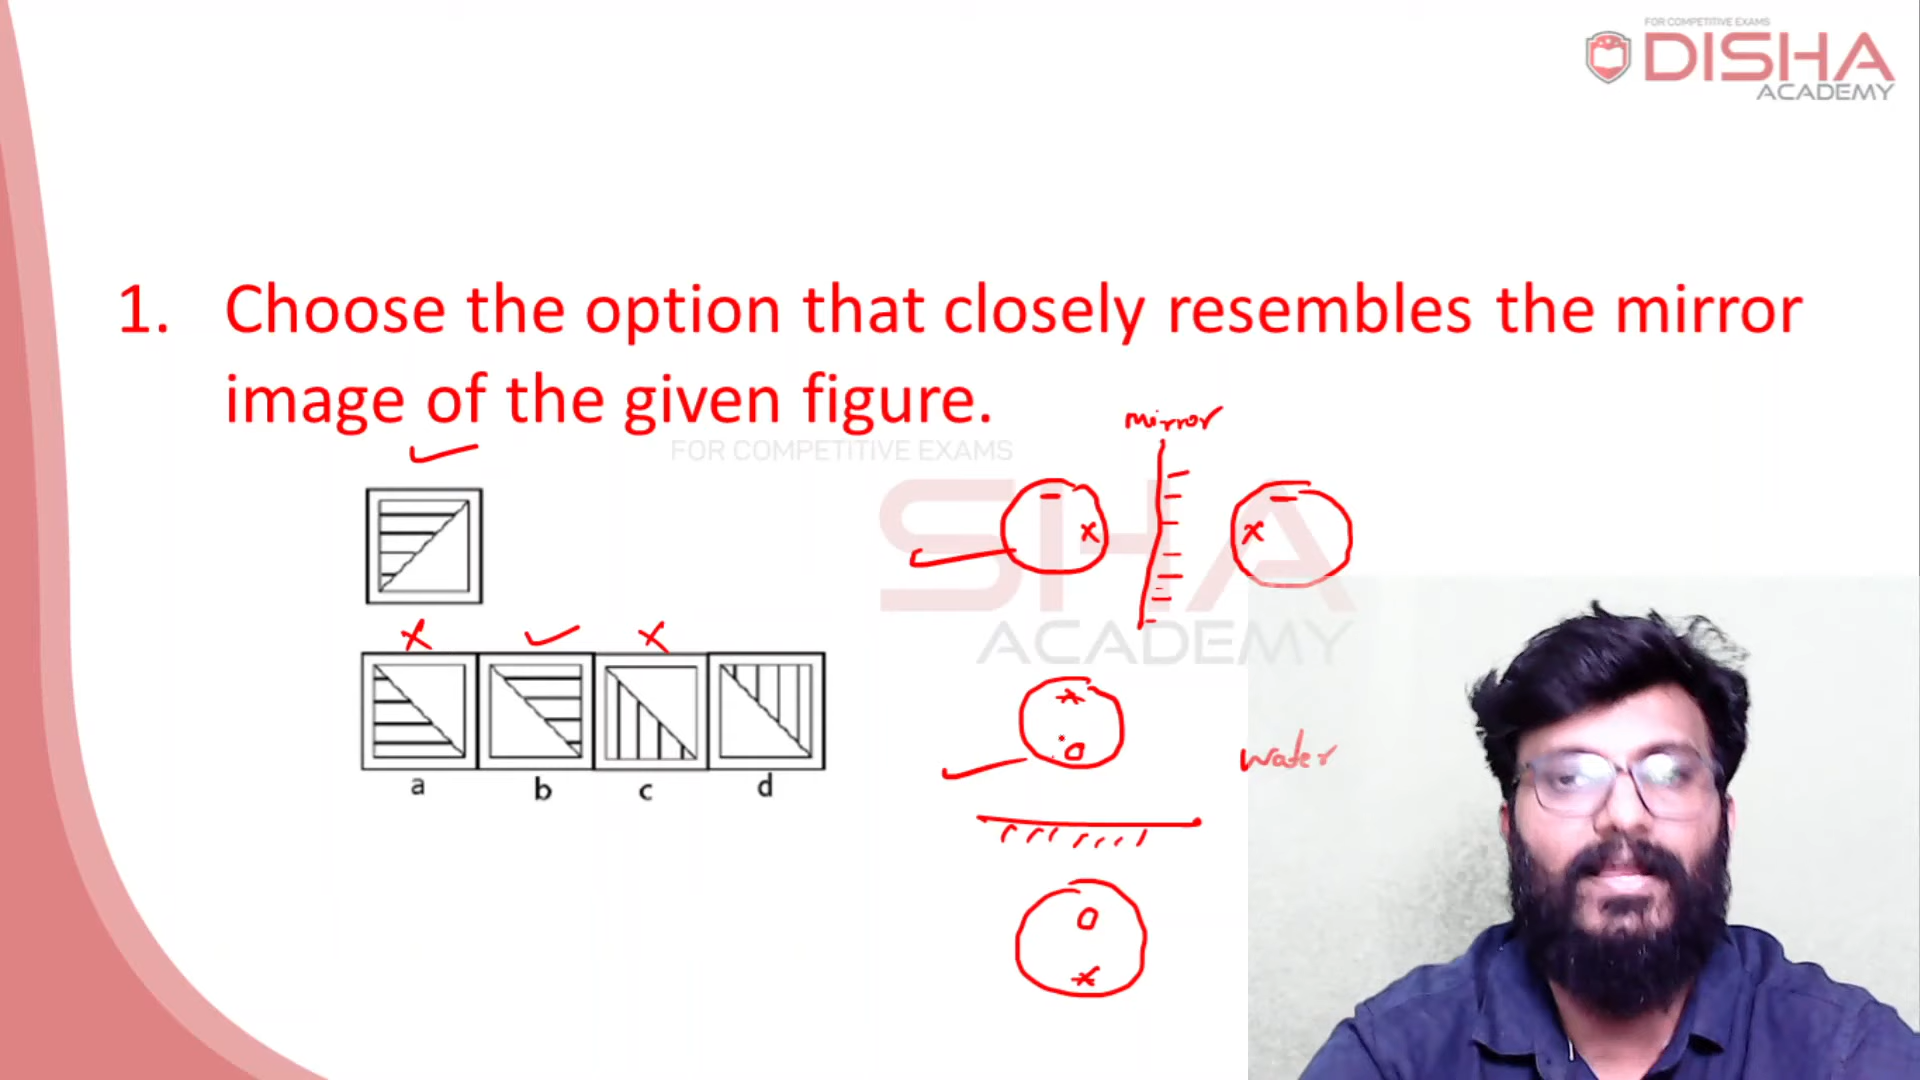 FOR COMPETITIVE EXAMS
DISHA
ACADEMY
1. Choose the option that closely resembles the mirror
image of the given figure.
FOR COMPETITIVE EXAMS
SHA
ACADEMY
mirror
x
x
x ✓ x
a b c d
water